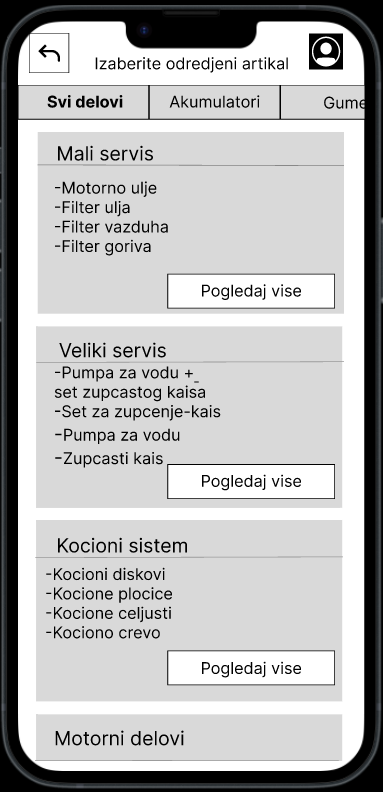 Izaberite odredjeni artikal
Svi delovi
Akumulatori
Gume
Mali servis
-Motorno ulje
-Filter ulja
-Filter vazduha
-Filter goriva
Pogledaj vise
Veliki servis
-Pumpa za vodu +_
set zupcastog kaisa
-Set za zupcenje-kais
-Pumpa za vodu
-Zupcasti kais
Pogledaj vise
Kocioni sistem
-Kocioni diskovi
-Kocione plocice
-Kocione celjusti
-Kociono crevo
Pogledaj vise
Motorni delovi